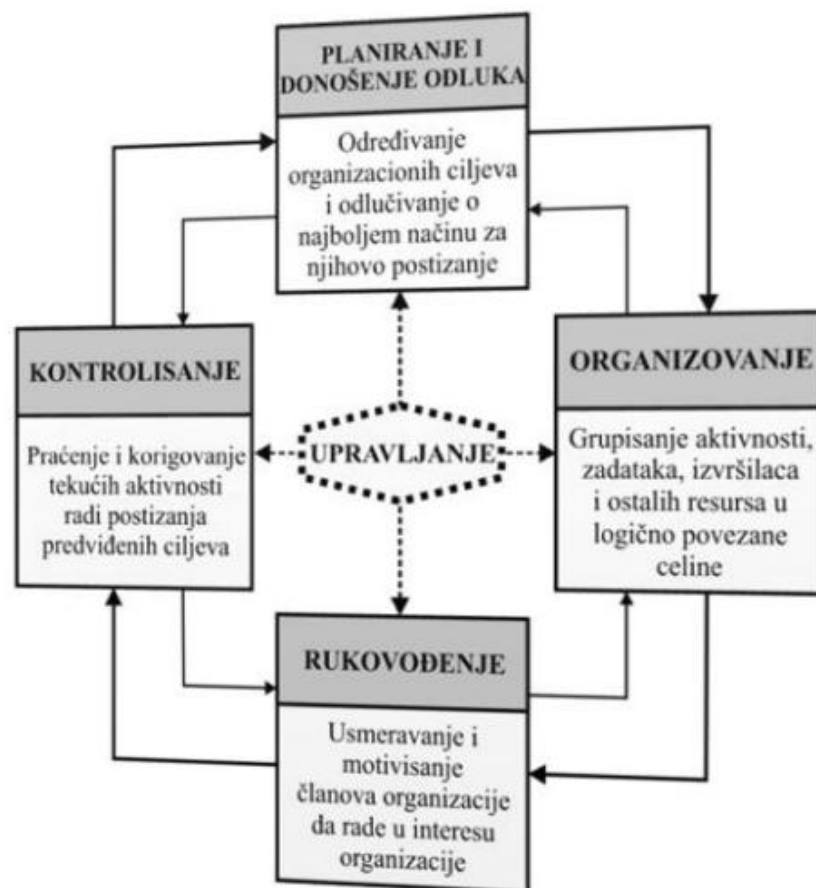 PLANIRANJE I
DONOŠENJE ODLUKA
Određivanje
organizacionih ciljeva
i odlučivanje o
najboljem načinu za
njihovo postizanje
KONTROLISANJE
Praćenje i korigovanje
tekućih aktivnosti
radi postizanja
predviđenih ciljeva
UPRAVLJANJE
ORGANIZOVANJE
Grupisanje aktivnosti,
zadataka, izvršilaca
i ostalih resursa u
logično povezane
celine
RUKOVOĐENJE
Usmeravanje i
motivisanje
članova organizacije
da rade u interesu
organizacije